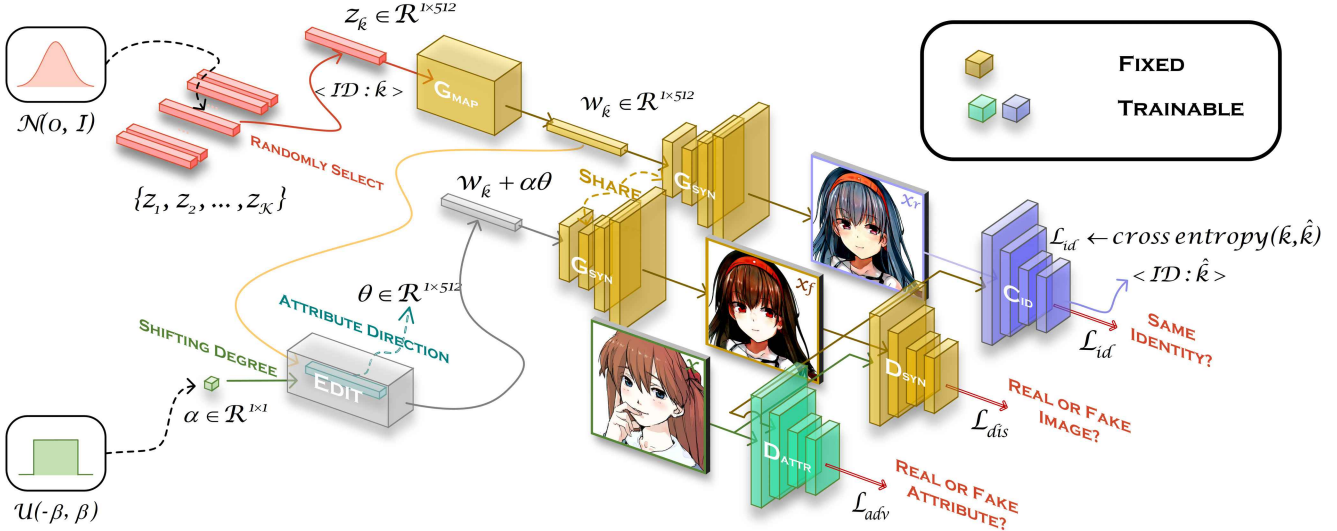 z_k ∈ R^{1×512}
N(0, I)
< ID : k >
G_MAP
w_k ∈ R^{1×512}
FIXED
TRAINABLE
RANDOMLY SELECT
{z_1, z_2, ... , z_K}
w_k + αθ
SHARE
G_SYN
G_SYN
x_r
L_id ← cross entropy(k, k̂)
< ID : k̂ >
C_ID
x_f
θ ∈ R^{1×512}
ATTRIBUTE DIRECTION
SHIFTING DEGREE
EDIT
α ∈ R^{1×1}
x
D_SYN
D_ATTR
L_id
SAME
IDENTITY?
L_dis
REAL OR FAKE
IMAGE?
L_adv
REAL OR FAKE
ATTRIBUTE?
U(-β, β)